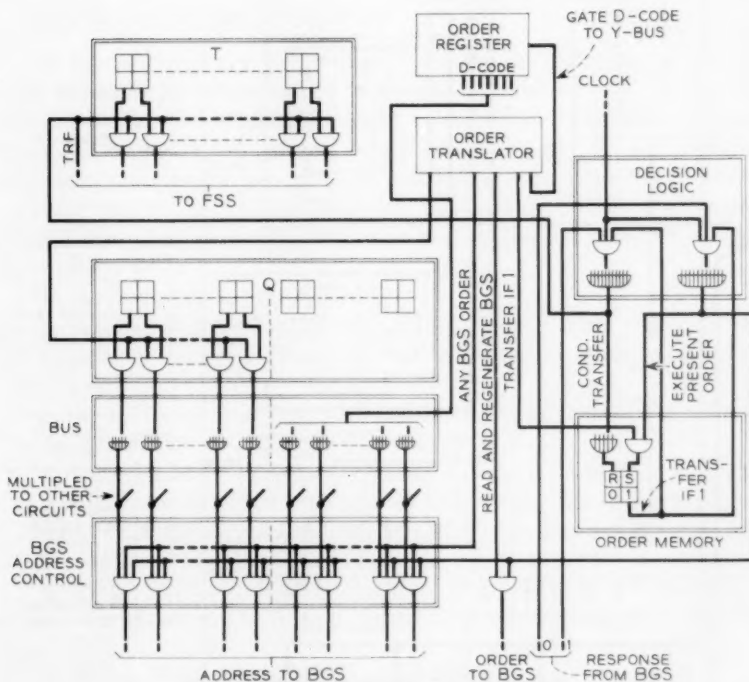 GATE D-CODE
TO Y-BUS
ORDER
REGISTER
D-CODE
CLOCK
T
TRF
TO FSS
ORDER
TRANSLATOR
DECISION
LOGIC
Q
ANY BGS ORDER
READ AND REGENERATE BGS
TRANSFER IF 1
COND.
TRANSFER
EXECUTE
PRESENT
ORDER
BUS
MULTIPLED
TO OTHER
CIRCUITS
R S
0 1
TRANS-
FER
IF 1
ORDER MEMORY
BGS
ADDRESS
CONTROL
ADDRESS TO BGS
ORDER
TO BGS
0 1
RESPONSE
FROM BGS